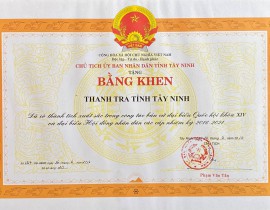 CỘNG HÒA XÃ HỘI CHỦ NGHĨA VIỆT NAM
Độc lập - Tự do - Hạnh phúc
CHỦ TỊCH ỦY BAN NHÂN DÂN TỈNH TÂY NINH
TẶNG
BẰNG KHEN
THANH TRA TỈNH TÂY NINH
Đã có thành tích xuất sắc trong công tác bầu cử đại biểu Quốc hội khóa XIV
và đại biểu Hội đồng nhân dân các cấp nhiệm kỳ 2016-2021
Phạm Văn Tân